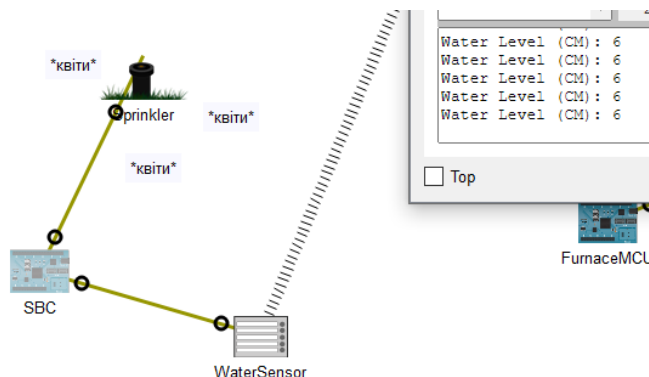 Water Level (CM): 6
Water Level (CM): 6
Water Level (CM): 6
Water Level (CM): 6
Water Level (CM): 6
Top
*квіти*
Sprinkler
*квіти*
*квіти*
FurnaceMCU
SBC
WaterSensor